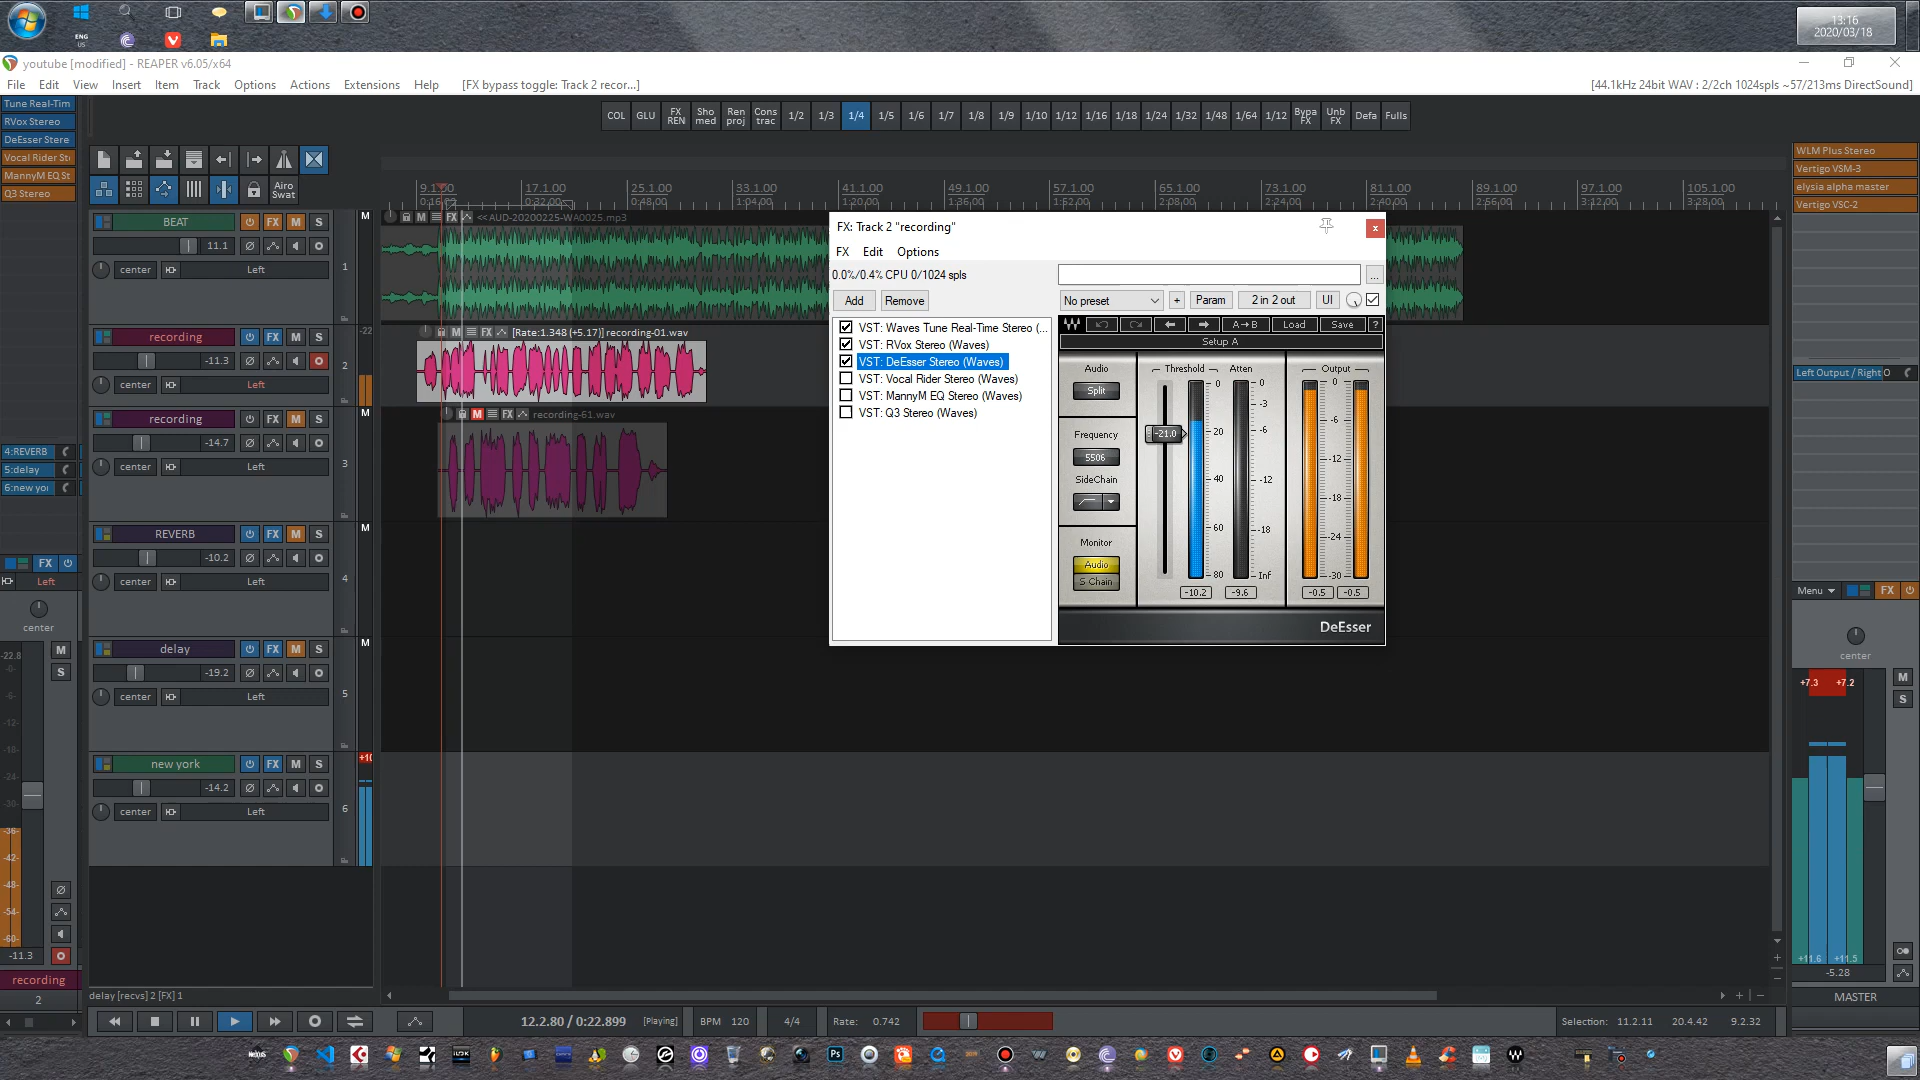 13:16
2020/03/18
ENG
US
youtube [modified] - REAPER v6.05/x64
File Edit View Insert Item Track Options Actions Extensions Help [FX bypass toggle: Track 2 recor...]
[44.1kHz 24bit WAV : 2/2ch 1024spls ~57/213ms DirectSound]
Tune Real-Tim
RVox Stereo
DeEsser Stere
Vocal Rider St
MannyM EQ St
Q3 Stereo
COL GLU FX REN Sho med Ren proj Cons trac 1/2 1/3 1/4 1/5 1/6 1/7 1/8 1/9 1/10 1/12 1/16 1/18 1/24 1/32 1/48 1/64 1/12 Bypa FX Unb FX Defa Fulls
Airo Swat
WLM Plus Stereo
Vertigo VSM-3
elysia alpha master
Vertigo VSC-2
9.1.00 17.1.00 25.1.00 33.1.00 41.1.00 49.1.00 57.1.00 65.1.00 73.1.00 81.1.00 89.1.00 97.1.00 105.1.00
0:16.00 0:32.00 0:48.00 1:04.00 1:20.00 1:36.00 1:52.00 2:08.00 2:24.00 2:40.00 2:56.00 3:12.00 3:28.00
BEAT FX M S
11.1
center Left
1
M FX <<AUD-20200225-WA0025.mp3
recording FX M S
-11.3
center Left
2
-22
M FX [Rate:1.348 (+5.17)] recording-01.wav
recording FX M S
-14.7
center Left
3
M
M FX recording-61.wav
REVERB FX M S
-10.2
center Left
4
M
delay FX M S
-19.2
center Left
5
M
new york FX M S
-14.2
center Left
6
+10
4:REVERB
5:delay
6:new yor
FX
Left
center
-22.8
M
S
-11.3
recording
2
FX: Track 2 "recording"
FX Edit Options
0.0%/0.4% CPU 0/1024 spls
Add Remove
No preset + Param 2 in 2 out UI
VST: Waves Tune Real-Time Stereo (...
VST: RVox Stereo (Waves)
VST: DeEsser Stereo (Waves)
VST: Vocal Rider Stereo (Waves)
VST: MannyM EQ Stereo (Waves)
VST: Q3 Stereo (Waves)
A→B Load Save ?
Setup A
Audio
Split
Frequency
5506
SideChain
Monitor
Audio
S Chain
Threshold Atten Output
-21.0
0
20
40
60
80
0
-3
-6
-12
-18
-Inf
0
-6
-12
-18
-24
-30
-10.2 -9.6 -0.5 -0.5
DeEsser
Left Output / Right O
Menu FX
center
+7.3 +7.2
M
S
+11.6 +11.5
-5.28
MASTER
delay [recvs] 2 [FX] 1
12.2.80 / 0:22.899 [Playing] BPM 120 4/4 Rate: 0.742 Selection: 11.2.11 20.4.42 9.2.32